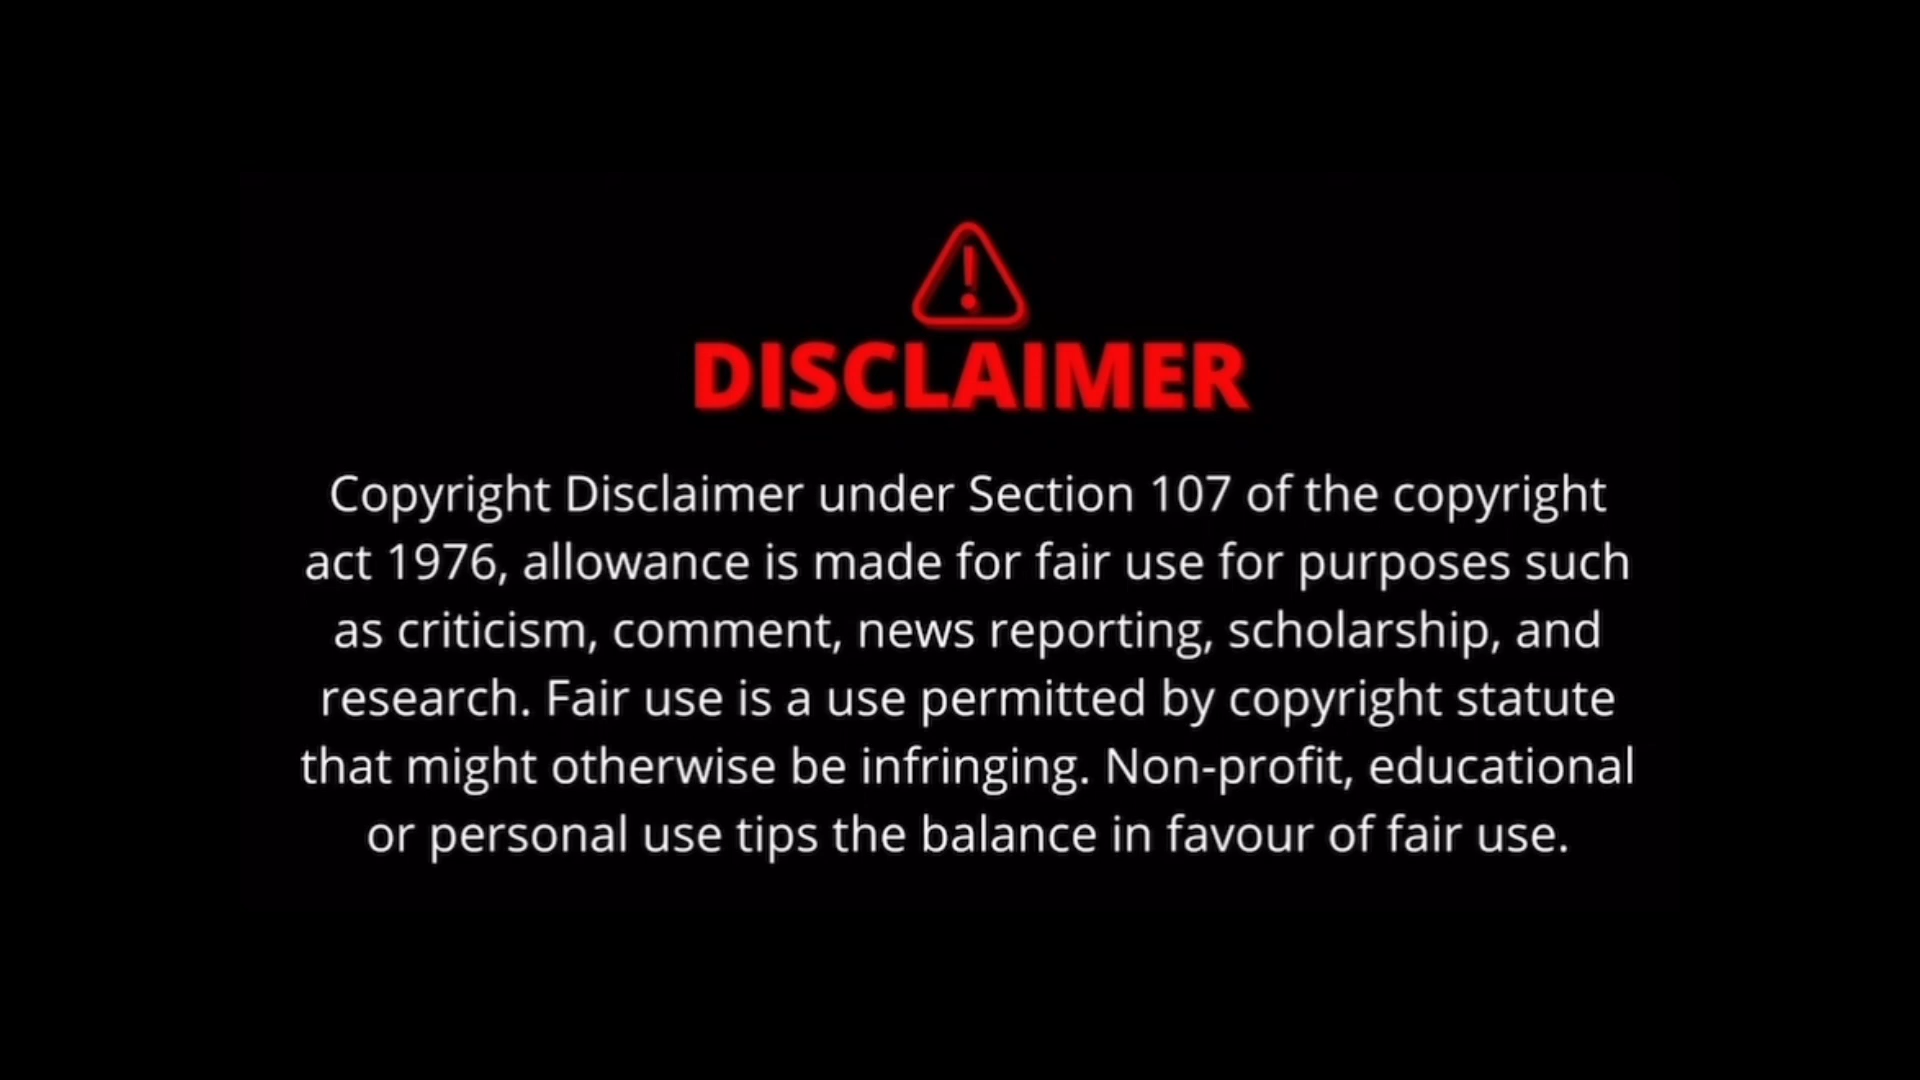 DISCLAIMER
Copyright Disclaimer under Section 107 of the copyright
act 1976, allowance is made for fair use for purposes such
as criticism, comment, news reporting, scholarship, and
research. Fair use is a use permitted by copyright statute
that might otherwise be infringing. Non-profit, educational
or personal use tips the balance in favour of fair use.